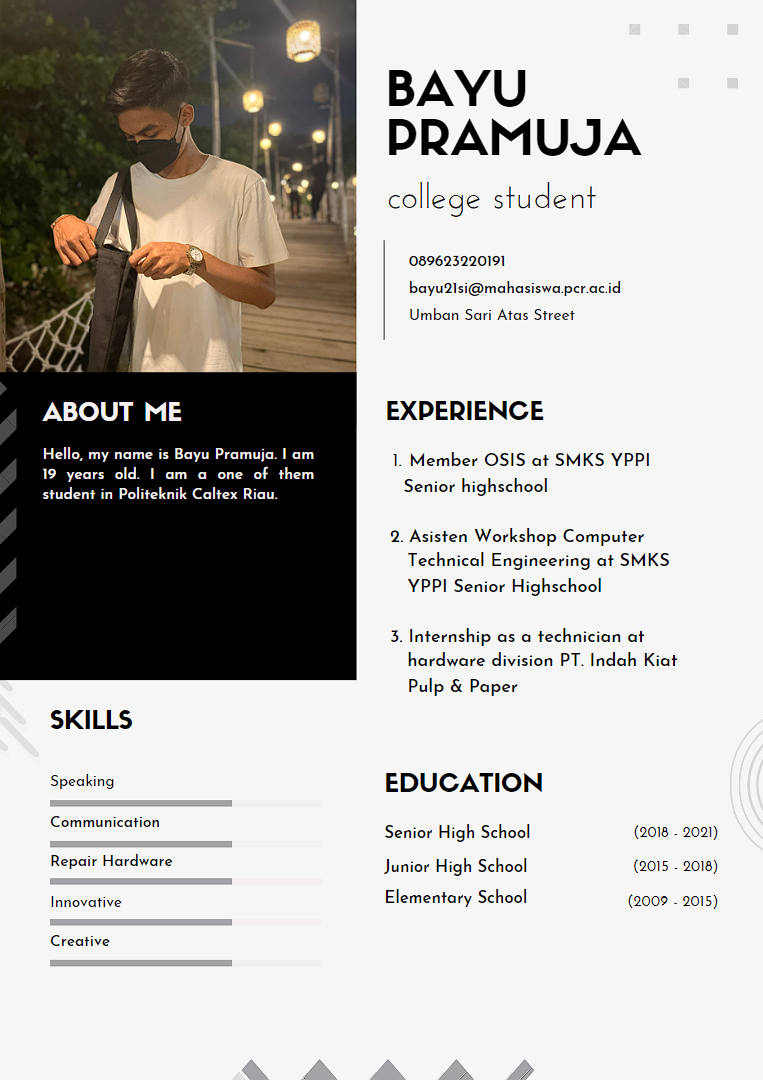 BAYU
PRAMUJA
college student
089623220191
bayu21si@mahasiswa.pcr.ac.id
Umban Sari Atas Street
ABOUT ME
Hello, my name is Bayu Pramuja. I am
19 years old. I am a one of them
student in Politeknik Caltex Riau.
EXPERIENCE
1. Member OSIS at SMKS YPPI
Senior highschool
2. Asisten Workshop Computer
Technical Engineering at SMKS
YPPI Senior Highschool
3. Internship as a technician at
hardware division PT. Indah Kiat
Pulp & Paper
SKILLS
Speaking
Communication
Repair Hardware
Innovative
Creative
EDUCATION
Senior High School (2018 - 2021)
Junior High School (2015 - 2018)
Elementary School (2009 - 2015)